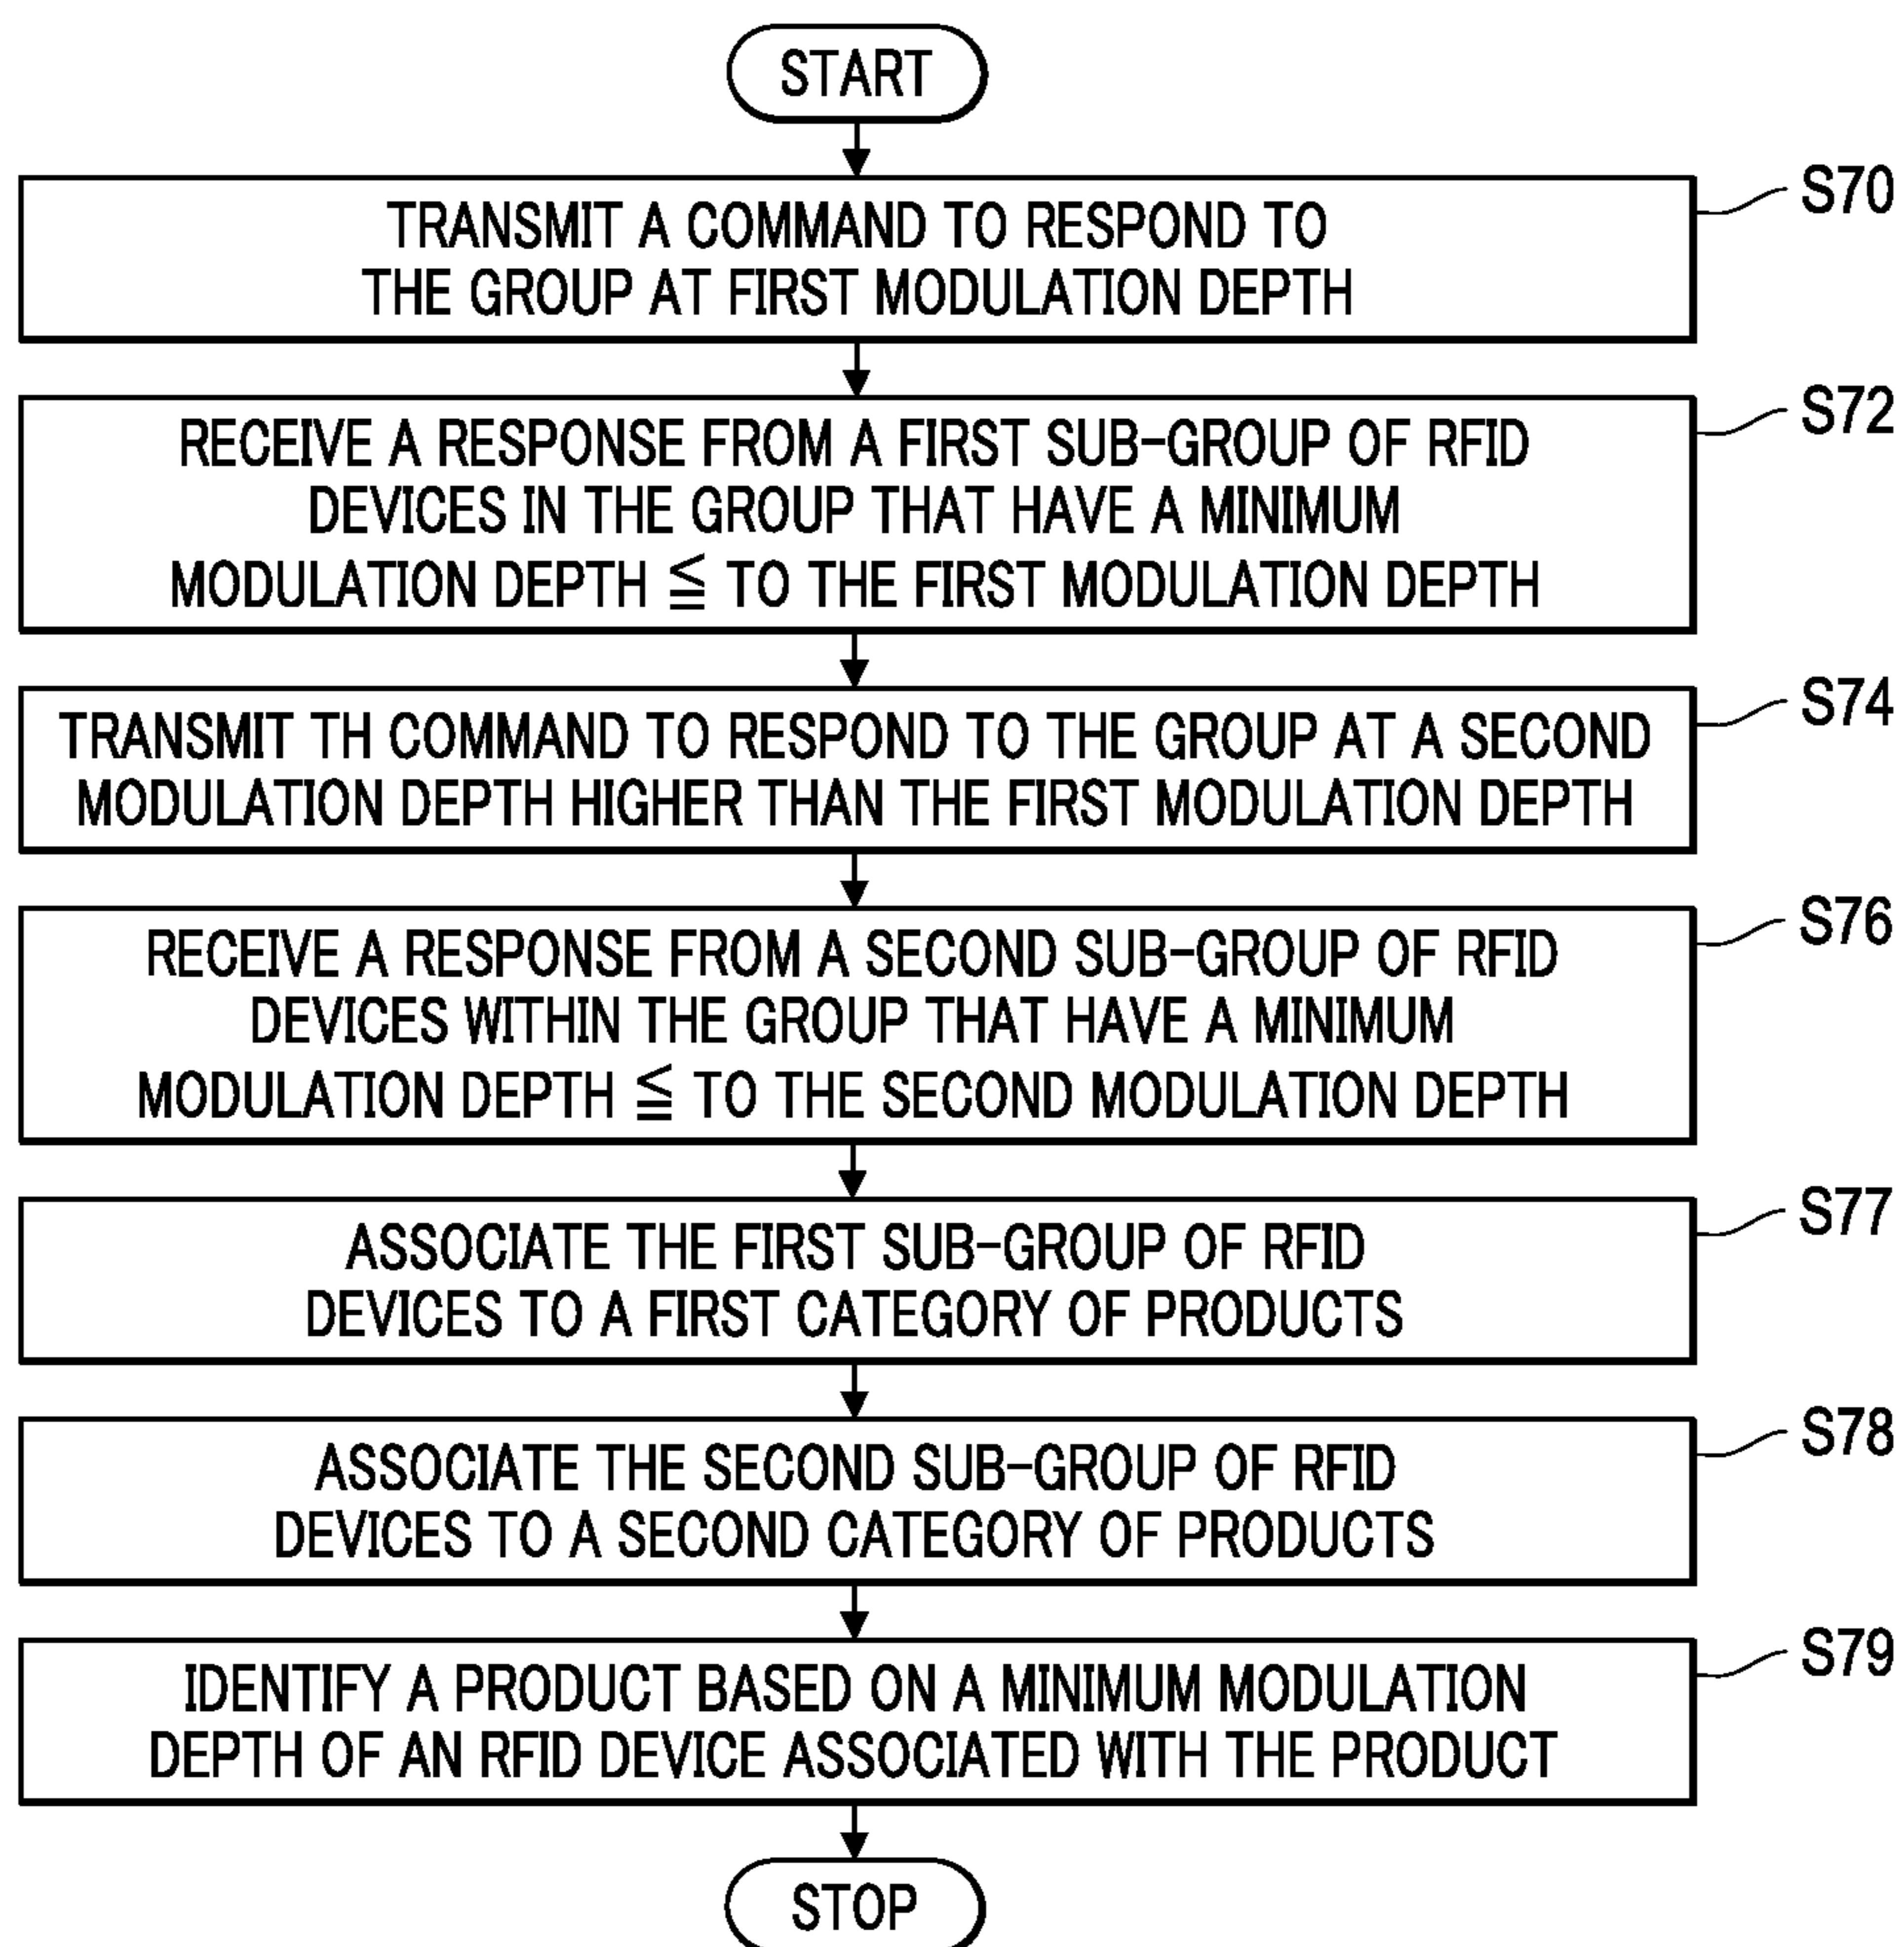 START
TRANSMIT A COMMAND TO RESPOND TO
THE GROUP AT FIRST MODULATION DEPTH
S70
RECEIVE A RESPONSE FROM A FIRST SUB-GROUP OF RFID
DEVICES IN THE GROUP THAT HAVE A MINIMUM
MODULATION DEPTH ≦ TO THE FIRST MODULATION DEPTH
S72
TRANSMIT TH COMMAND TO RESPOND TO THE GROUP AT A SECOND
MODULATION DEPTH HIGHER THAN THE FIRST MODULATION DEPTH
S74
RECEIVE A RESPONSE FROM A SECOND SUB-GROUP OF RFID
DEVICES WITHIN THE GROUP THAT HAVE A MINIMUM
MODULATION DEPTH ≦ TO THE SECOND MODULATION DEPTH
S76
ASSOCIATE THE FIRST SUB-GROUP OF RFID
DEVICES TO A FIRST CATEGORY OF PRODUCTS
S77
ASSOCIATE THE SECOND SUB-GROUP OF RFID
DEVICES TO A SECOND CATEGORY OF PRODUCTS
S78
IDENTIFY A PRODUCT BASED ON A MINIMUM MODULATION
DEPTH OF AN RFID DEVICE ASSOCIATED WITH THE PRODUCT
S79
STOP